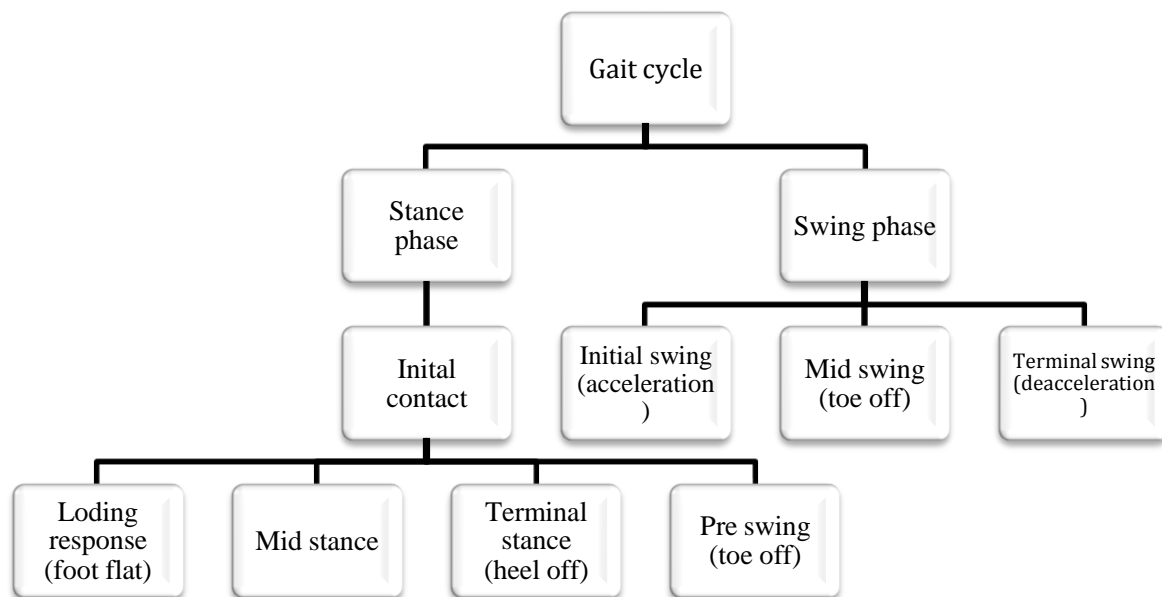 Gait cycle
Stance
phase
Swing phase
Inital
contact
Initial swing
(acceleration
)
Mid swing
(toe off)
Terminal swing
(deacceleration
)
Loding
response
(foot flat)
Mid stance
Terminal
stance
(heel off)
Pre swing
(toe off)